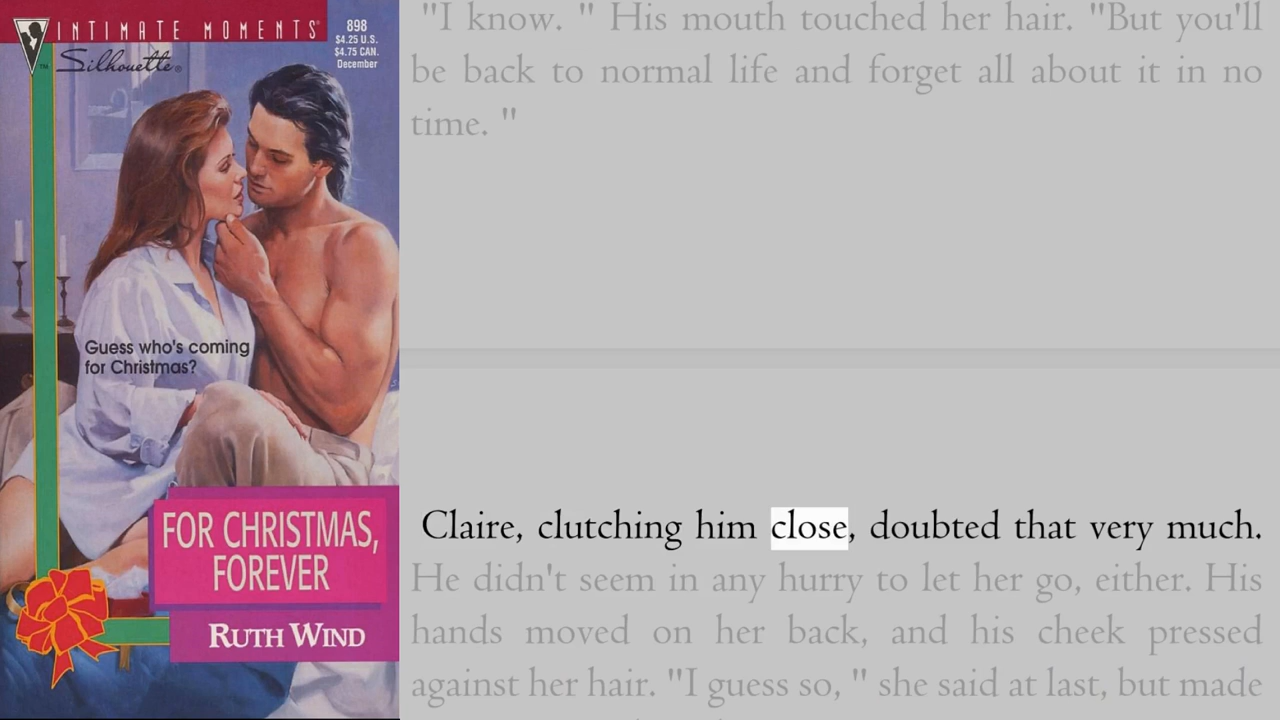 INTIMATE MOMENTS®
898
$4.25 U.S.
$4.75 CAN.
December
™ Silhouette®
Guess who's coming
for Christmas?
FOR CHRISTMAS,
FOREVER
RUTH WIND
"I know. " His mouth touched her hair. "But you'll
be back to normal life and forget all about it in no
time. "
Claire, clutching him close, doubted that very much.
He didn't seem in any hurry to let her go, either. His
hands moved on her back, and his cheek pressed
against her hair. "I guess so, " she said at last, but made